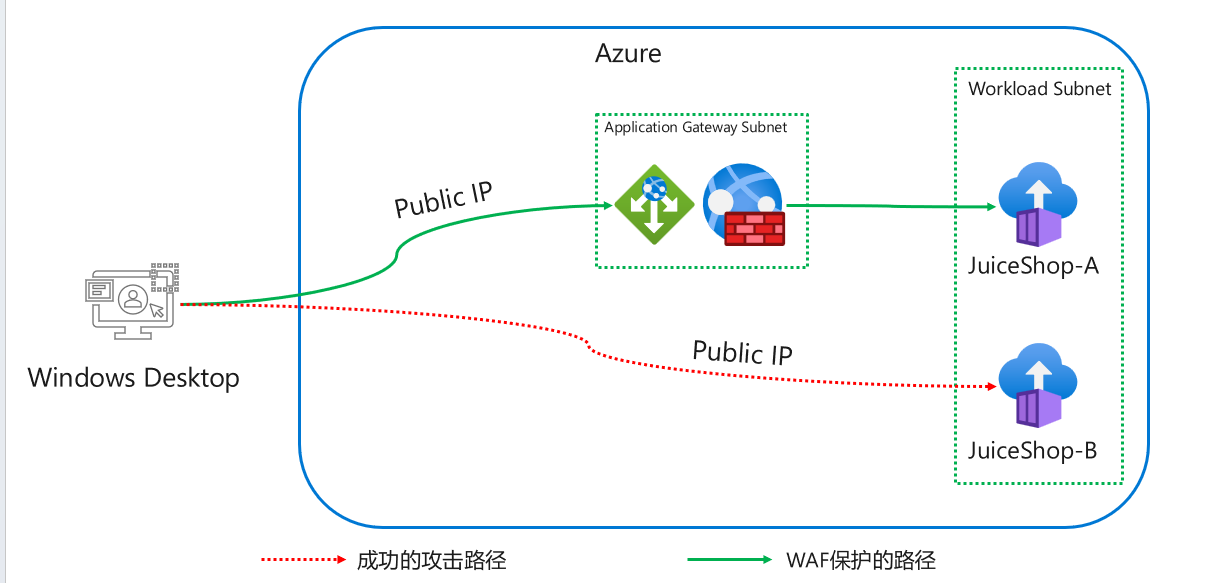 Azure
Workload Subnet
Application Gateway Subnet
Public IP
JuiceShop-A
Public IP
Windows Desktop
JuiceShop-B
成功的攻击路径
WAF保护的路径